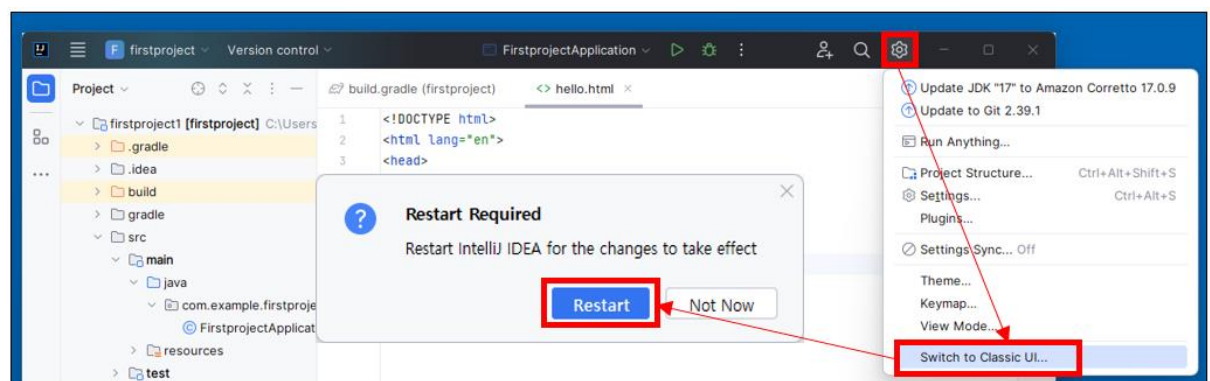 F firstproject Version control FirstprojectApplication
Project
build.gradle (firstproject) hello.html
firstproject1 [firstproject] C:\Users
.gradle
.idea
build
gradle
src
main
java
com.example.firstproje
FirstprojectApplicat
resources
test
1 <!DOCTYPE html>
2 <html lang="en">
3 <head>
Restart Required
Restart IntelliJ IDEA for the changes to take effect
Restart Not Now
Update JDK "17" to Amazon Corretto 17.0.9
Update to Git 2.39.1
Run Anything...
Project Structure... Ctrl+Alt+Shift+S
Settings... Ctrl+Alt+S
Plugins...
Settings Sync... Off
Theme...
Keymap...
View Mode...
Switch to Classic UI...